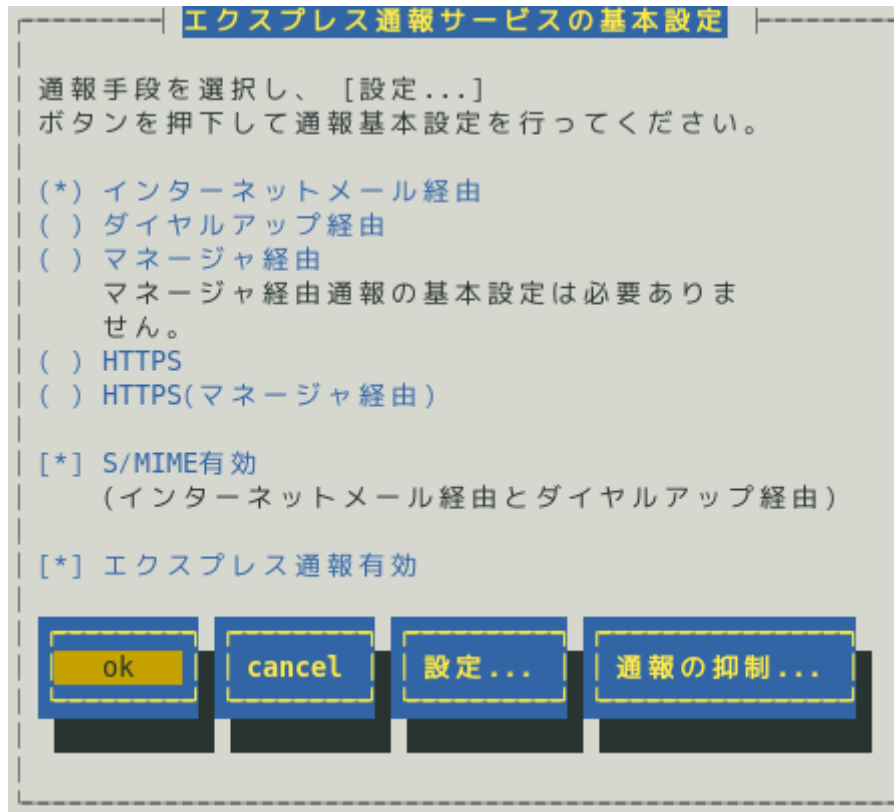 エクスプレス通報サービスの基本設定
通報手段を選択し、 [設定...]
ボタンを押下して通報基本設定を行ってください。
(*) インターネットメール経由
( ) ダイヤルアップ経由
( ) マネージャ経由
マネージャ経由通報の基本設定は必要ありま
せん。
( ) HTTPS
( ) HTTPS(マネージャ経由)
[*] S/MIME有効
(インターネットメール経由とダイヤルアップ経由)
[*] エクスプレス通報有効
ok cancel 設定... 通報の抑制...